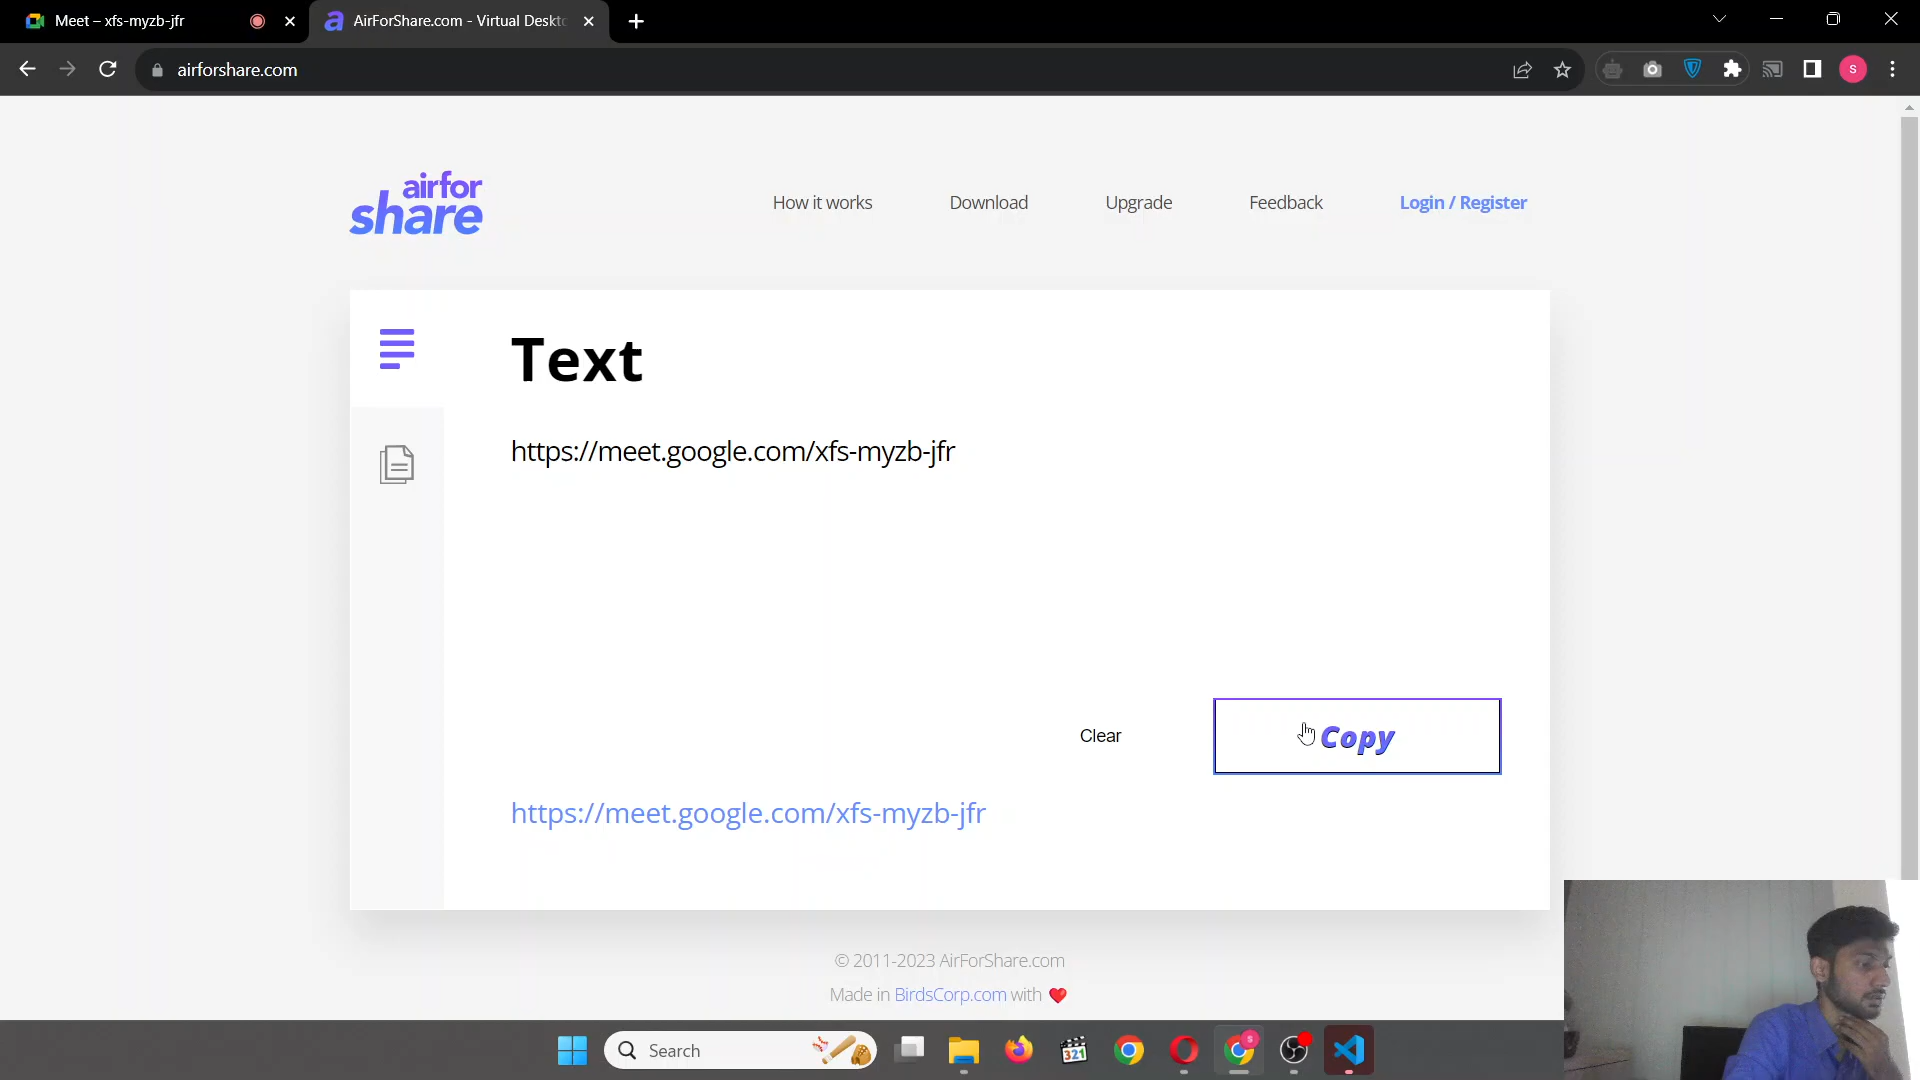 Meet – xfs-myzb-jfr
AirForShare.com - Virtual Deskto
airforshare.com
S
airfor
share
How it works
Download
Upgrade
Feedback
Login / Register
Text
https://meet.google.com/xfs-myzb-jfr
Clear
Copy
https://meet.google.com/xfs-myzb-jfr
© 2011-2023 AirForShare.com
Made in BirdsCorp.com with ❤
Search
321
S